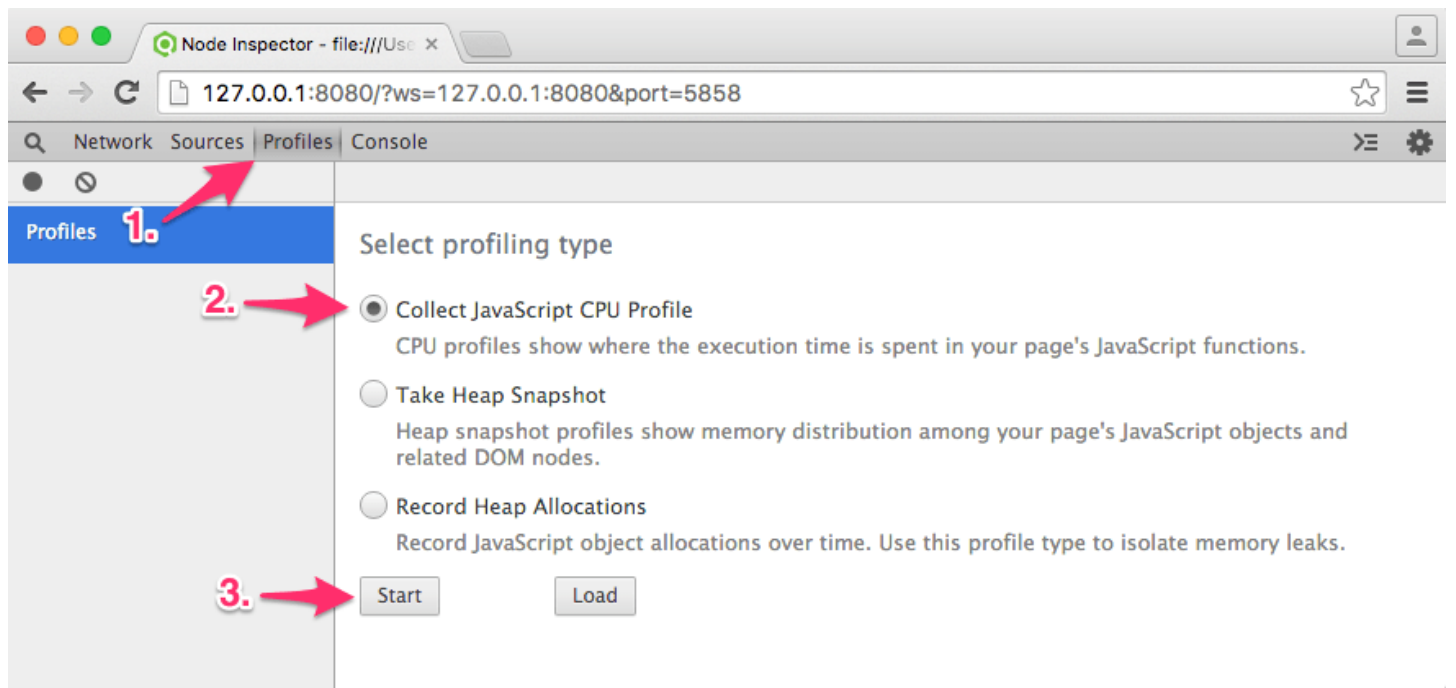 Node Inspector - file:///Use
127.0.0.1:8080/?ws=127.0.0.1:8080&port=5858
Network Sources Profiles Console
Profiles 1.
Select profiling type
2. Collect JavaScript CPU Profile
CPU profiles show where the execution time is spent in your page's JavaScript functions.
Take Heap Snapshot
Heap snapshot profiles show memory distribution among your page's JavaScript objects and
related DOM nodes.
Record Heap Allocations
Record JavaScript object allocations over time. Use this profile type to isolate memory leaks.
3. Start Load